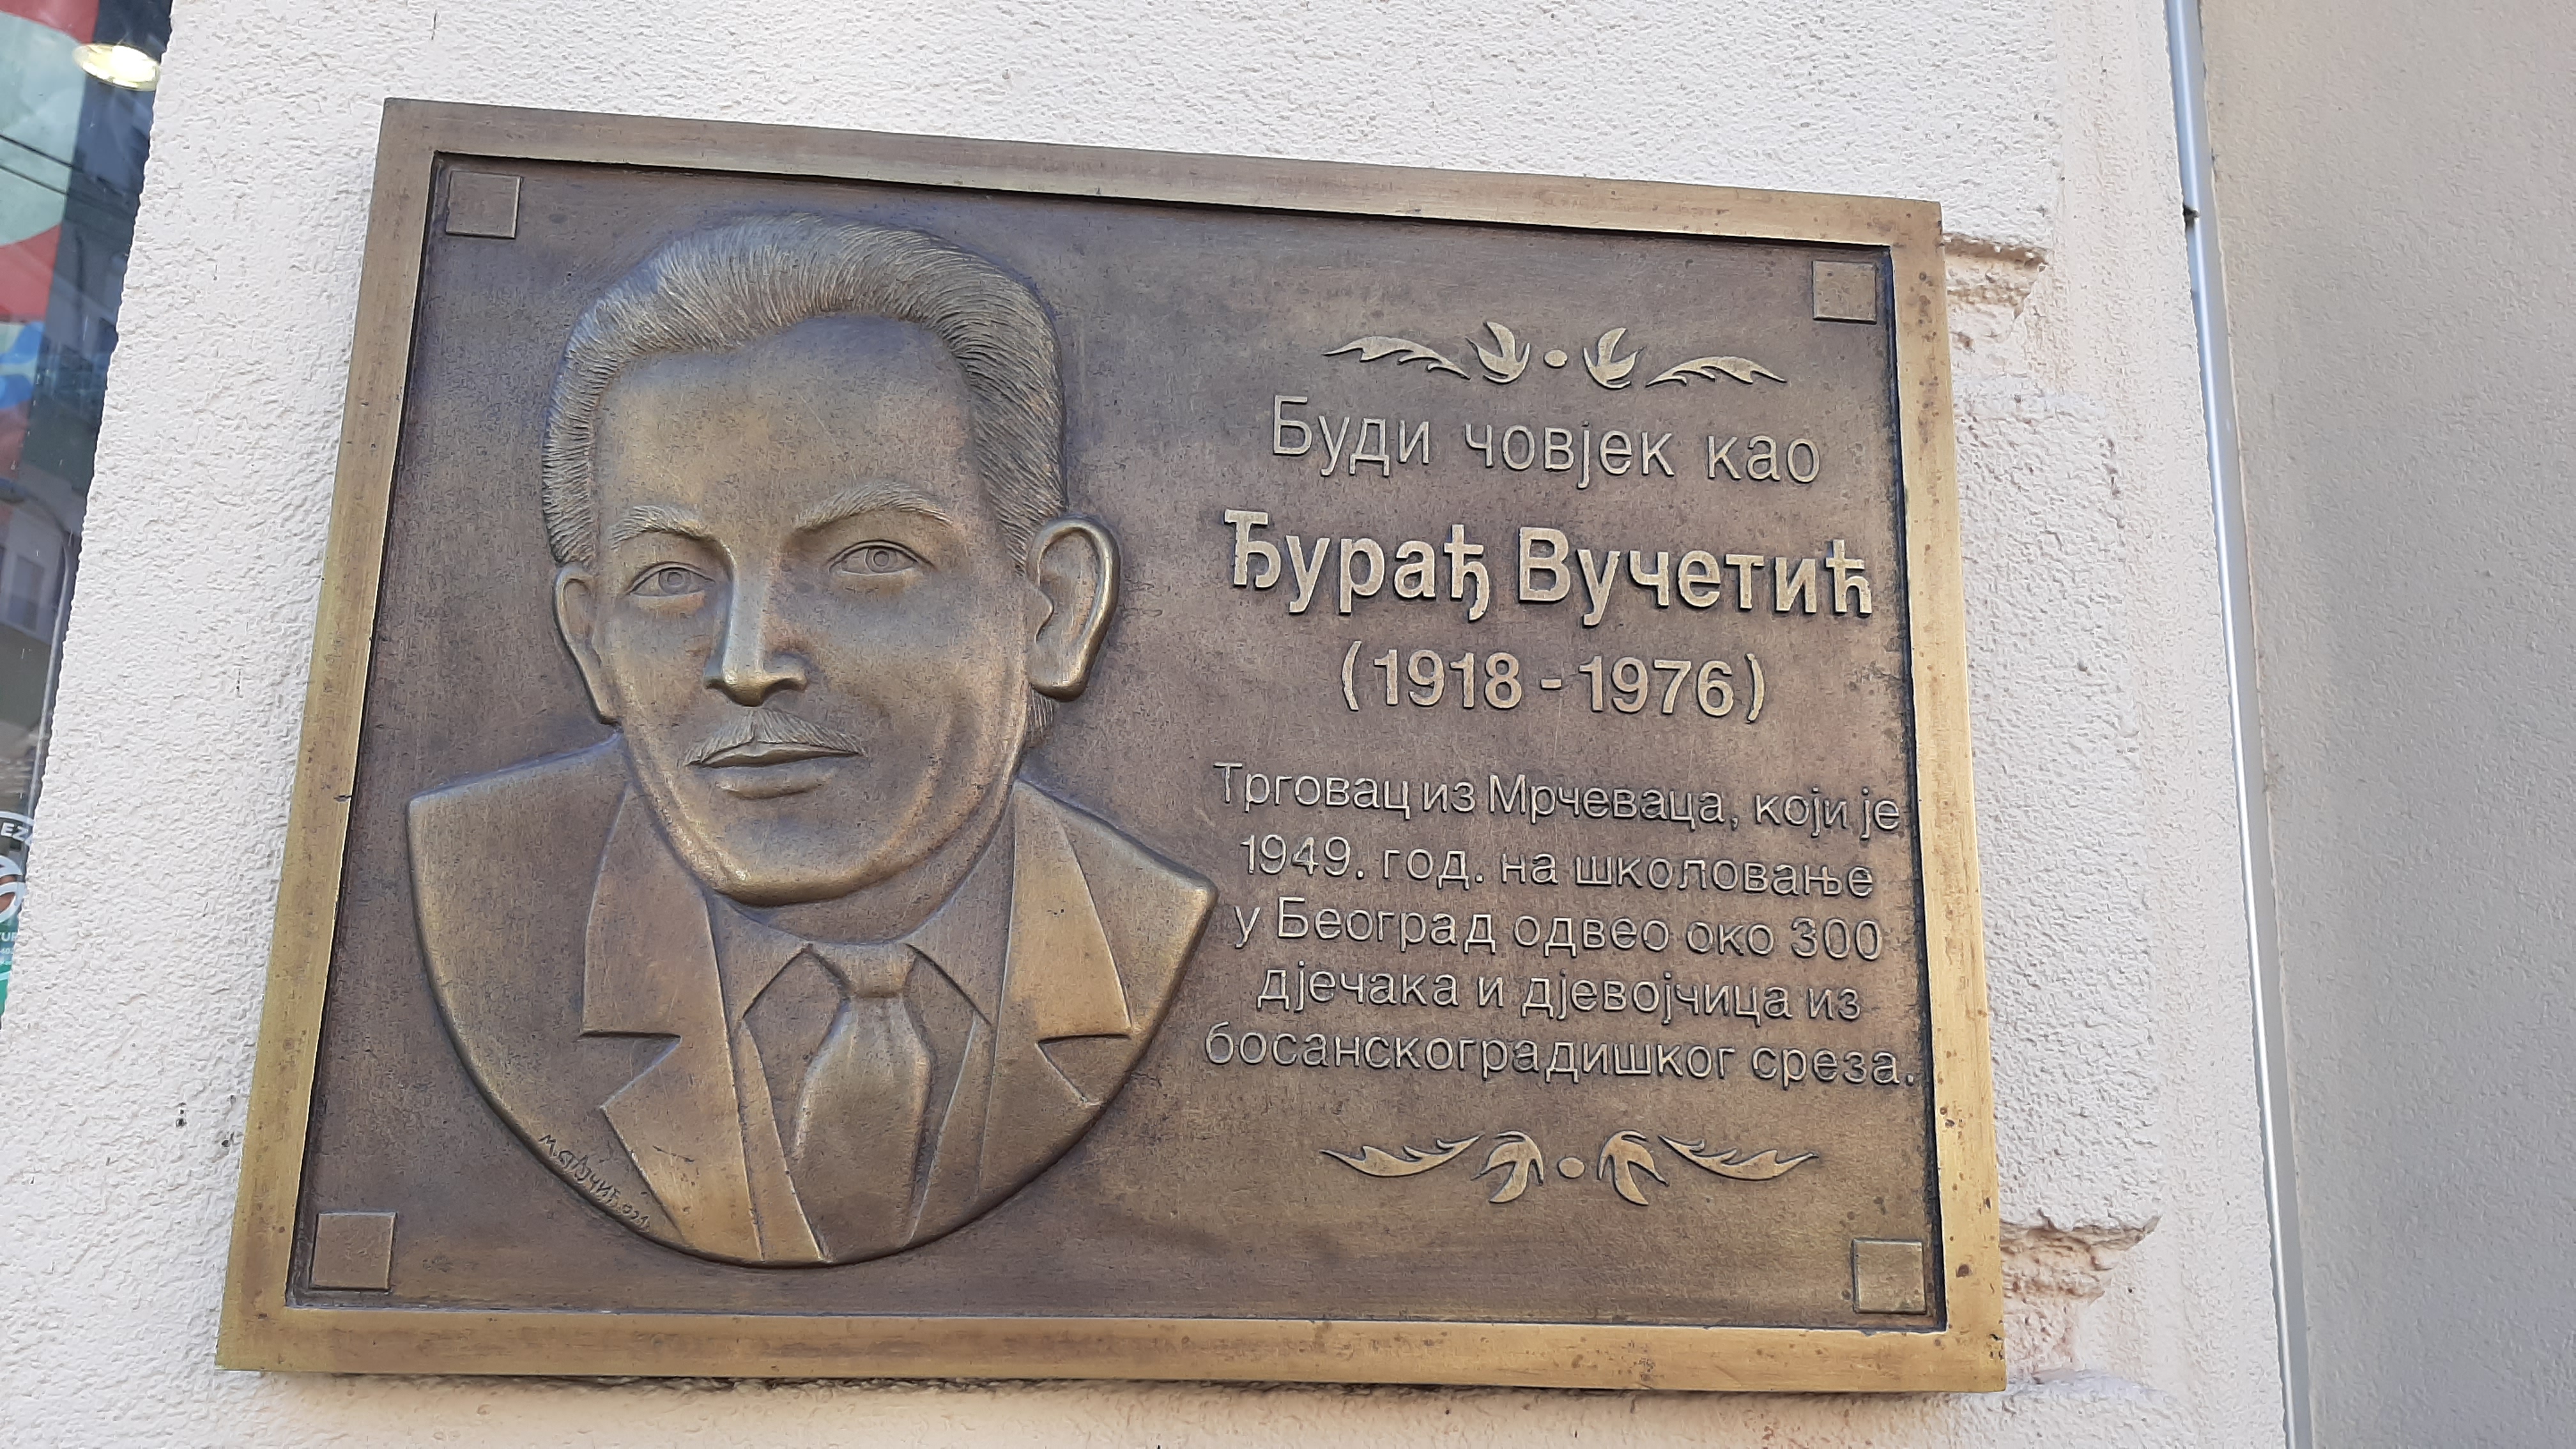 Буди човјек као
Ђурађ Вучетић
(1918 - 1976)
Трговац из Мрчеваца, који је
1949. год. на школовање
у Београд одвео око 300
дјечака и дјевојчица из
босанскоградишког среза.